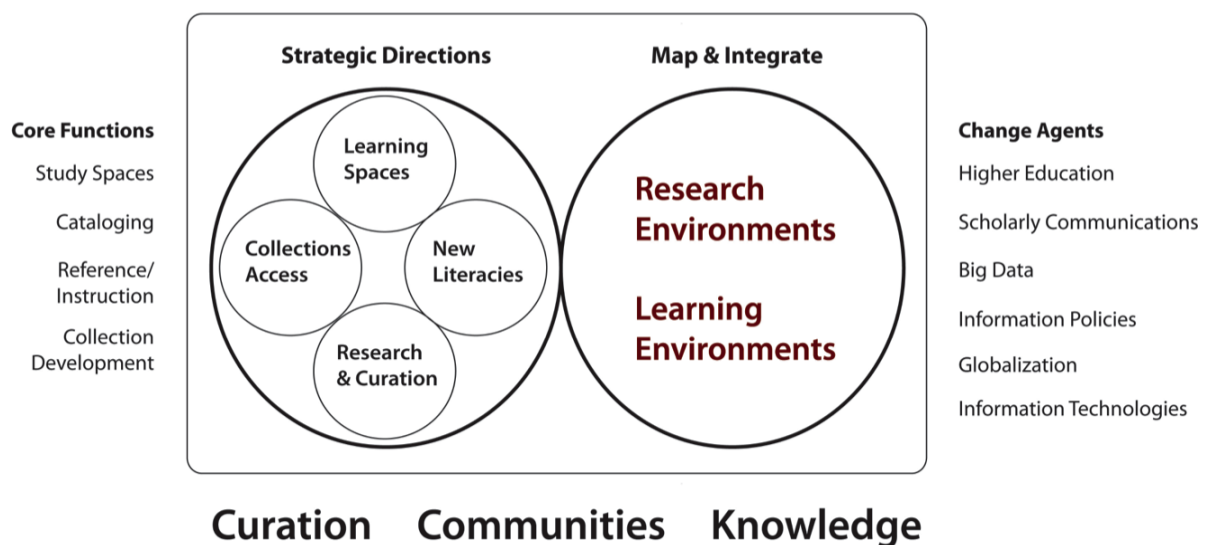 Strategic Directions
Map & Integrate
Core Functions
Study Spaces
Cataloging
Reference/
Instruction
Collection
Development
Learning
Spaces
Collections
Access
New
Literacies
Research
& Curation
Research
Environments
Learning
Environments
Change Agents
Higher Education
Scholarly Communications
Big Data
Information Policies
Globalization
Information Technologies
Curation Communities Knowledge